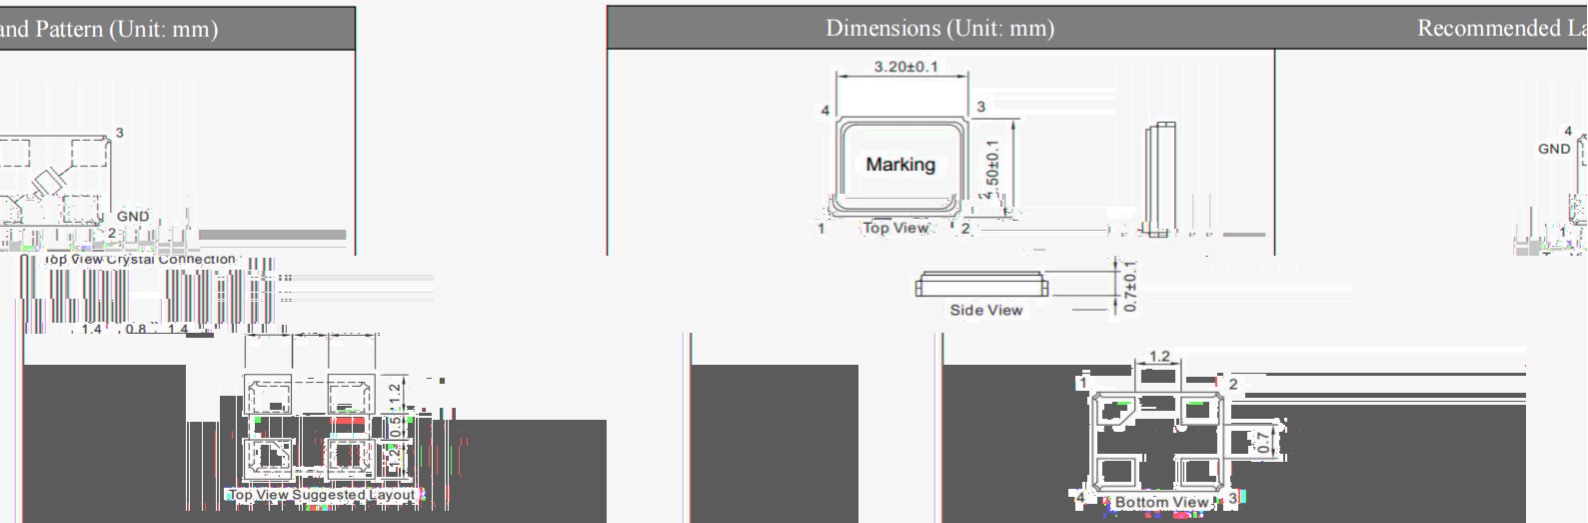 and Pattern (Unit: mm)
3
GND
2
Top View Crystal Connection
1.4 0.8 1.4
1.2
0.5
1.2
Top View Suggested Layout
Dimensions (Unit: mm)
3.20±0.1
4
3
Marking
2.50±0.1
1
Top View
2
0.7±0.1
Side View
1.2
1
2
0.7
4
Bottom View
3
Recommended La
4
GND
1